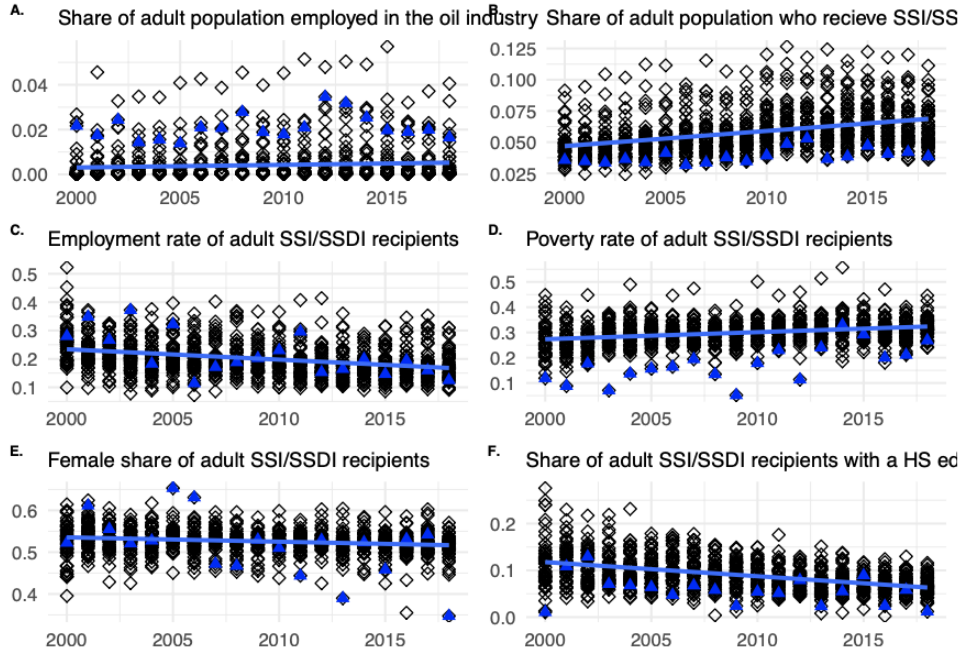 A. Share of adult population employed in the oil industry
0.04
0.02
0.00
2000 2005 2010 2015
B. Share of adult population who recieve SSI/SS
0.125
0.100
0.075
0.050
0.025
2000 2005 2010 2015
C. Employment rate of adult SSI/SSDI recipients
0.5
0.4
0.3
0.2
0.1
2000 2005 2010 2015
D. Poverty rate of adult SSI/SSDI recipients
0.5
0.4
0.3
0.2
0.1
2000 2005 2010 2015
E. Female share of adult SSI/SSDI recipients
0.6
0.5
0.4
2000 2005 2010 2015
F. Share of adult SSI/SSDI recipients with a HS ed
0.2
0.1
0.0
2000 2005 2010 2015